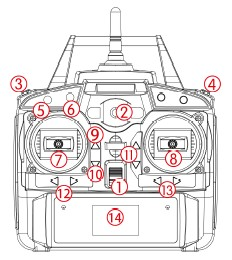 ③ ④
⑤ ⑥ ②
⑨
⑦ ⑪ ⑧
⑩
⑫ ① ⑬
⑭